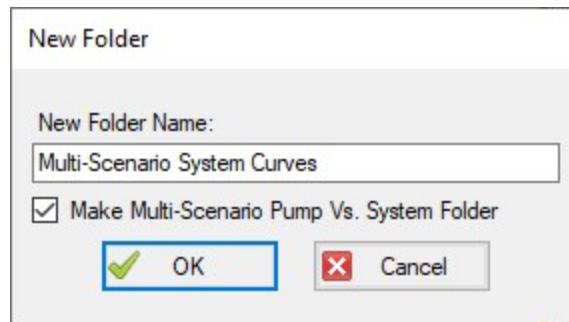 New Folder
New Folder Name:
Multi-Scenario System Curves
Make Multi-Scenario Pump Vs. System Folder
OK Cancel